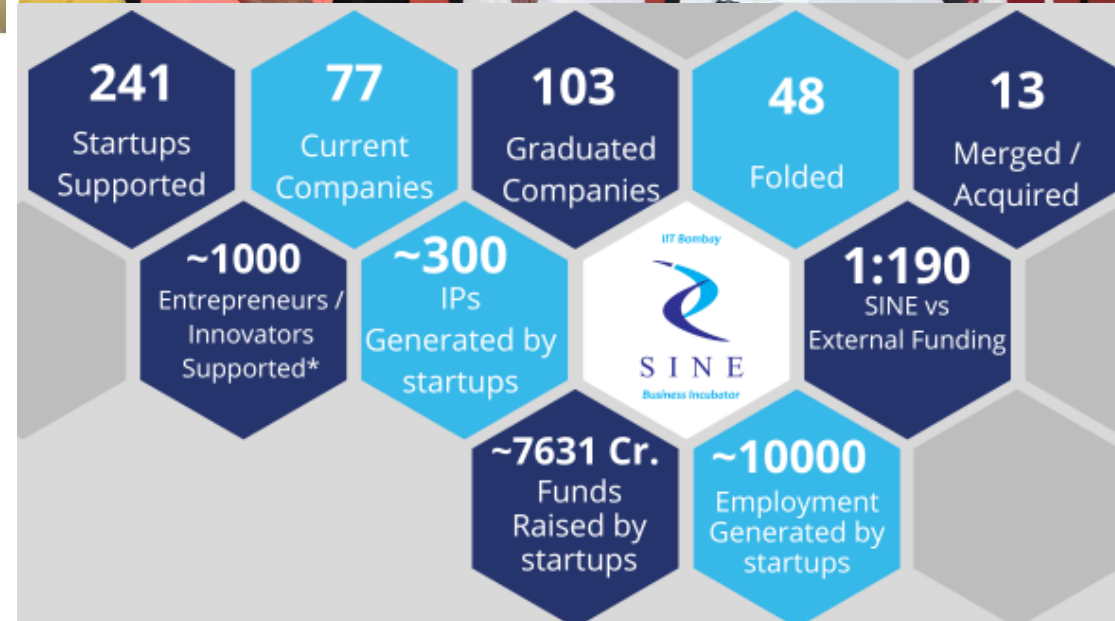 241
Startups
Supported
77
Current
Companies
103
Graduated
Companies
48
Folded
13
Merged /
Acquired
~1000
Entrepreneurs /
Innovators
Supported*
~300
IPs
Generated by
startups
IIT Bombay
SINE
Business Incubator
1:190
SINE vs
External Funding
~7631 Cr.
Funds
Raised by
startups
~10000
Employment
Generated by
startups